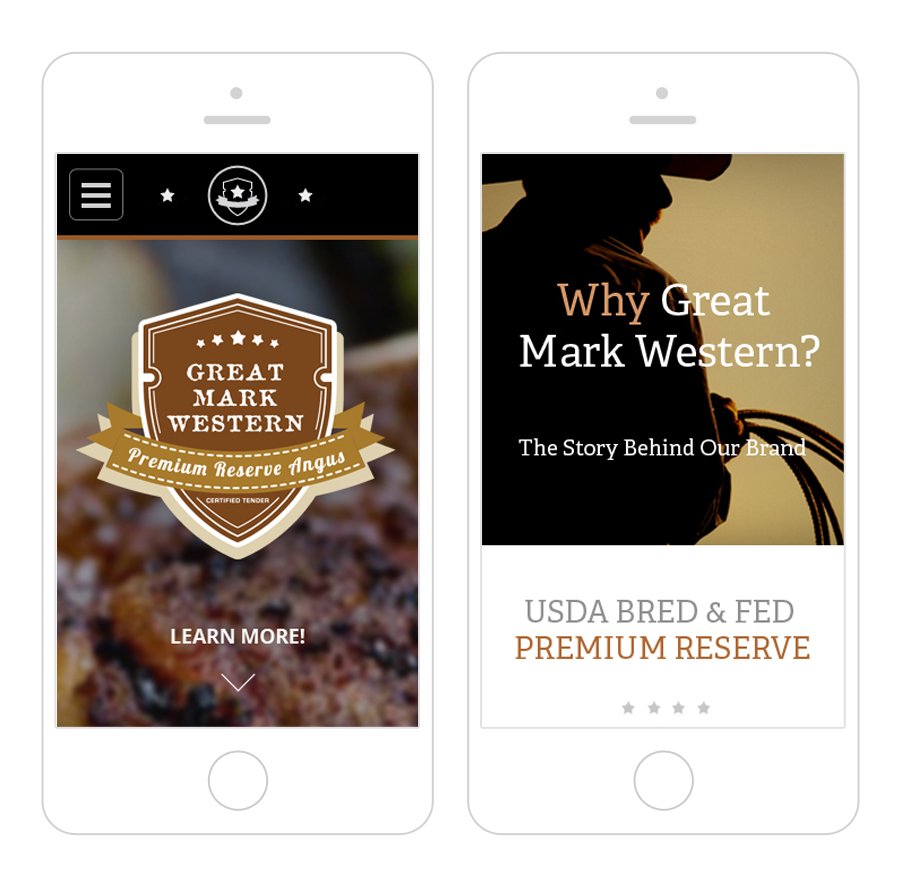 GREAT
MARK
WESTERN
Premium Reserve Angus
CERTIFIED TENDER
LEARN MORE!
Why Great
Mark Western?
The Story Behind Our Brand
USDA BRED & FED
PREMIUM RESERVE